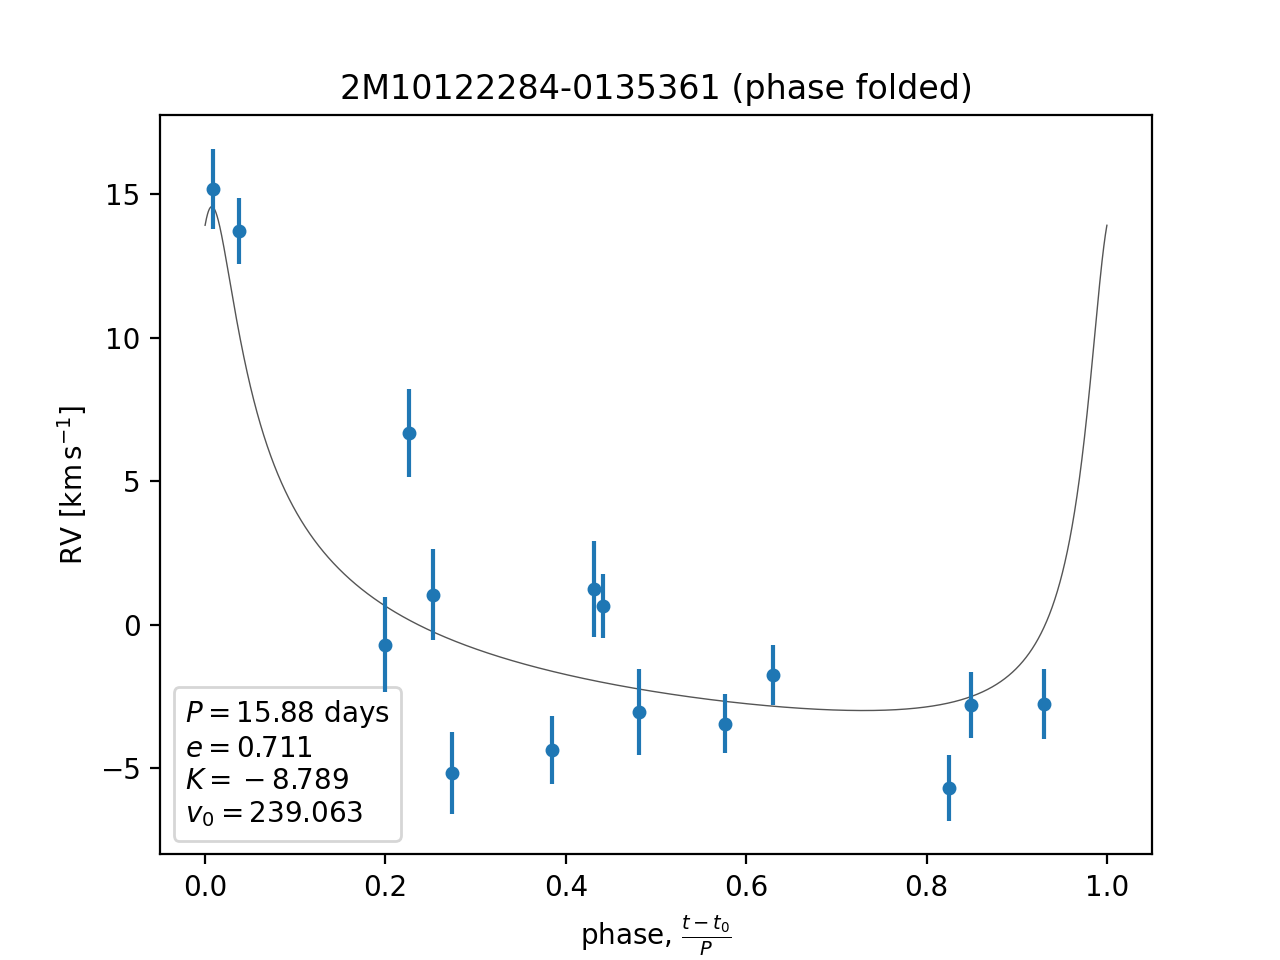 2M10122284-0135361 (phase folded)
15
10
5
0
−5
RV [km s⁻¹]
P = 15.88 days
e = 0.711
K = −8.789
v₀ = 239.063
0.0 0.2 0.4 0.6 0.8 1.0
phase, (t − t₀)/P